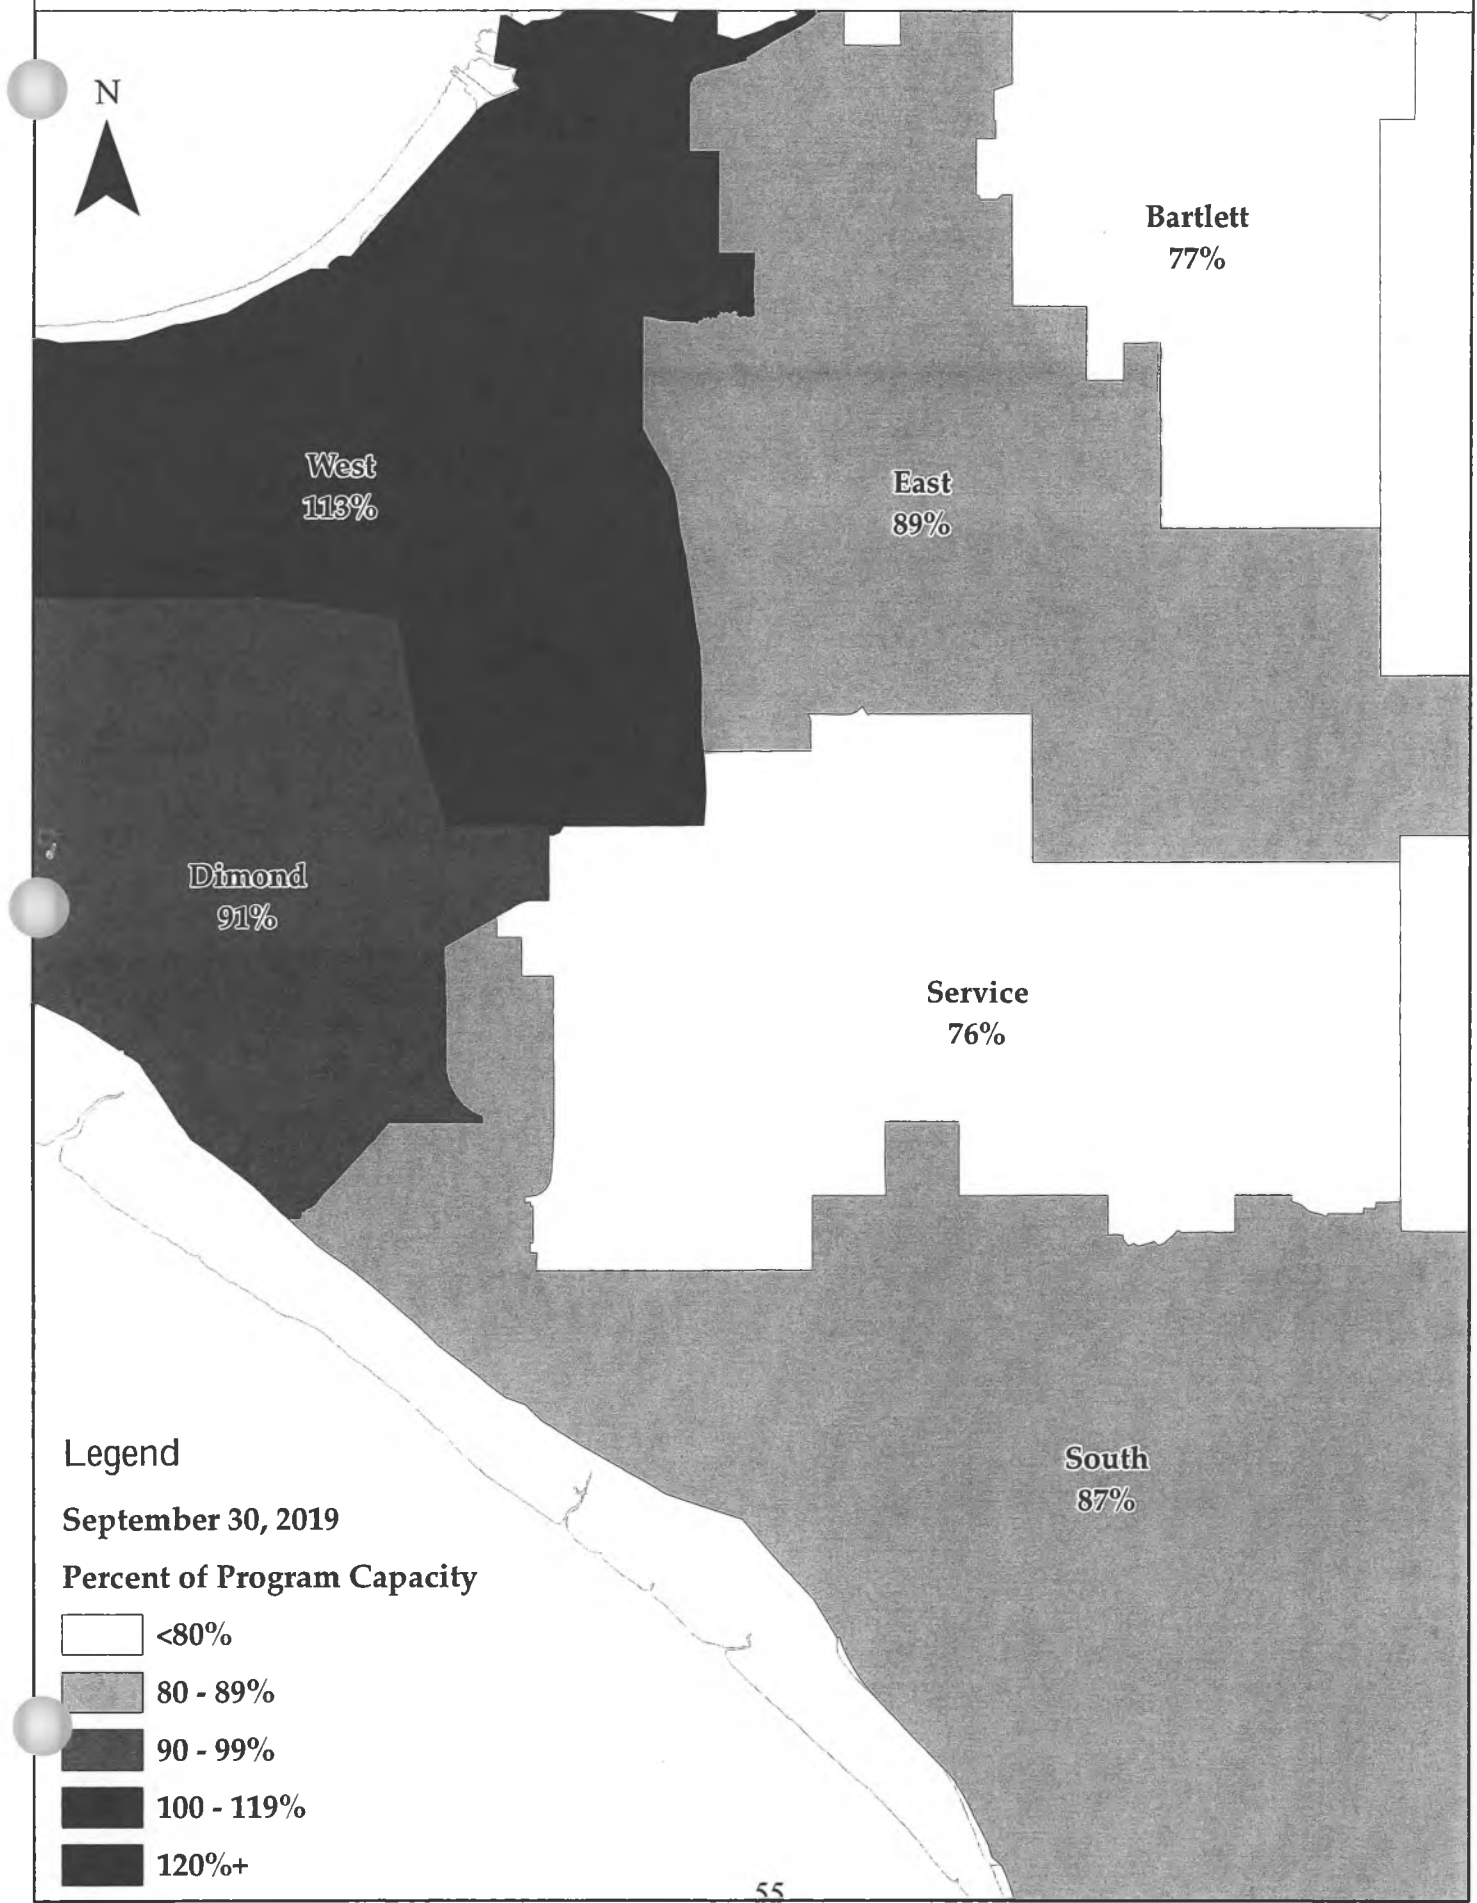 N
Bartlett
77%
West
113%
East
89%
Dimond
91%
Service
76%
South
87%
Legend
September 30, 2019
Percent of Program Capacity
<80%
80 - 89%
90 - 99%
100 - 119%
120%+
55